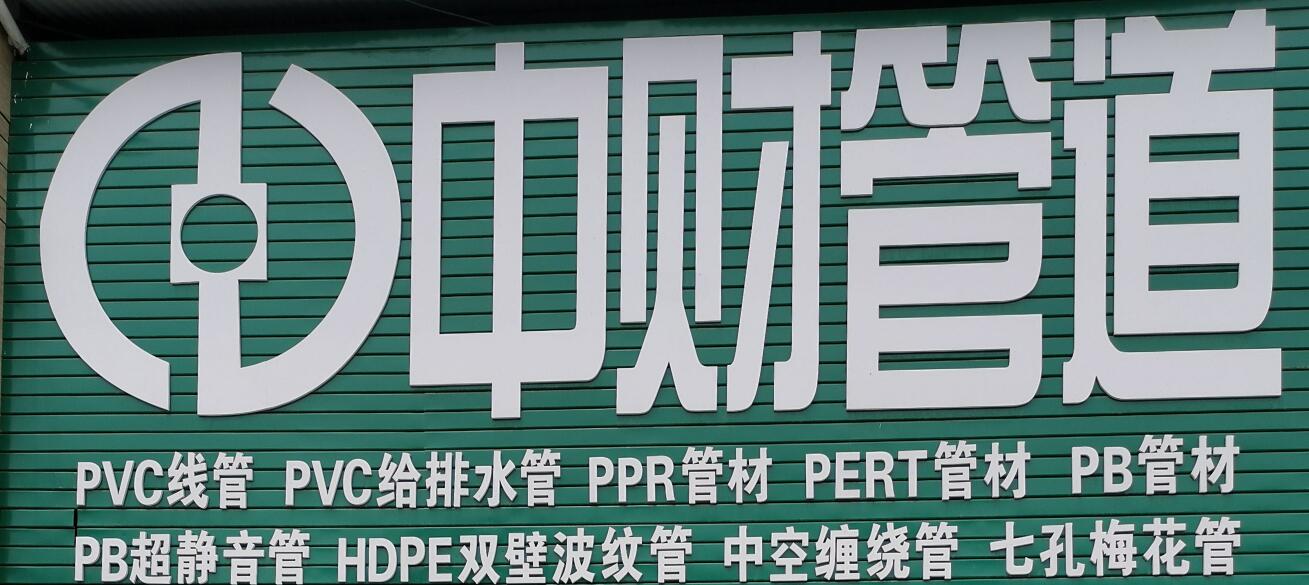 中财管道
PVC线管 PVC给排水管 PPR管材 PERT管材 PB管材
PB超静音管 HDPE双壁波纹管 中空缠绕管 七孔梅花管